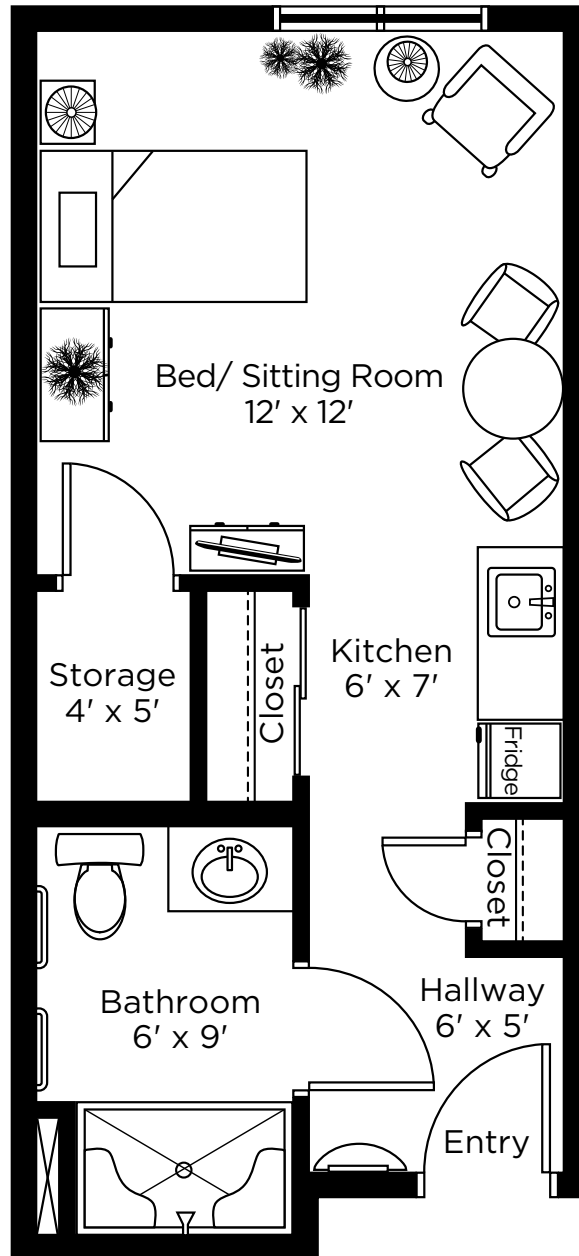 Bed/ Sitting Room
12' x 12'
Storage
4' x 5'
Closet
Kitchen
6' x 7'
Fridge
Closet
Bathroom
6' x 9'
Hallway
6' x 5'
Entry